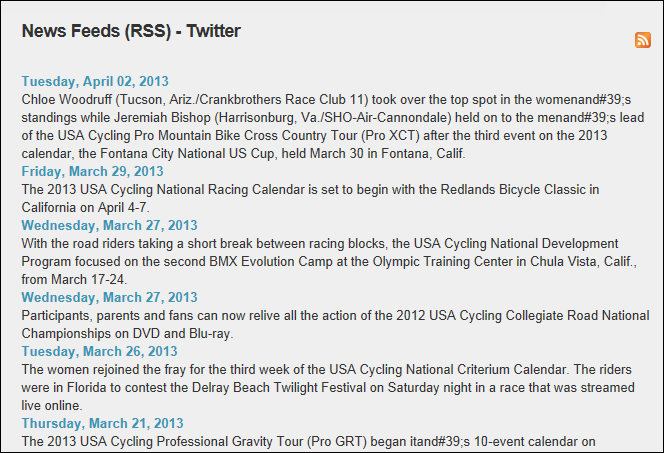 News Feeds (RSS) - Twitter
Tuesday, April 02, 2013
Chloe Woodruff (Tucson, Ariz./Crankbrothers Race Club 11) took over the top spot in the womenand#39;s
standings while Jeremiah Bishop (Harrisonburg, Va./SHO-Air-Cannondale) held on to the menand#39;s lead
of the USA Cycling Pro Mountain Bike Cross Country Tour (Pro XCT) after the third event on the 2013
calendar, the Fontana City National US Cup, held March 30 in Fontana, Calif.
Friday, March 29, 2013
The 2013 USA Cycling National Racing Calendar is set to begin with the Redlands Bicycle Classic in
California on April 4-7.
Wednesday, March 27, 2013
With the road riders taking a short break between racing blocks, the USA Cycling National Development
Program focused on the second BMX Evolution Camp at the Olympic Training Center in Chula Vista, Calif.,
from March 17-24.
Wednesday, March 27, 2013
Participants, parents and fans can now relive all the action of the 2012 USA Cycling Collegiate Road National
Championships on DVD and Blu-ray.
Tuesday, March 26, 2013
The women rejoined the fray for the third week of the USA Cycling National Criterium Calendar. The riders
were in Florida to contest the Delray Beach Twilight Festival on Saturday night in a race that was streamed
live online.
Thursday, March 21, 2013
The 2013 USA Cycling Professional Gravity Tour (Pro GRT) began itand#39;s 10-event calendar on